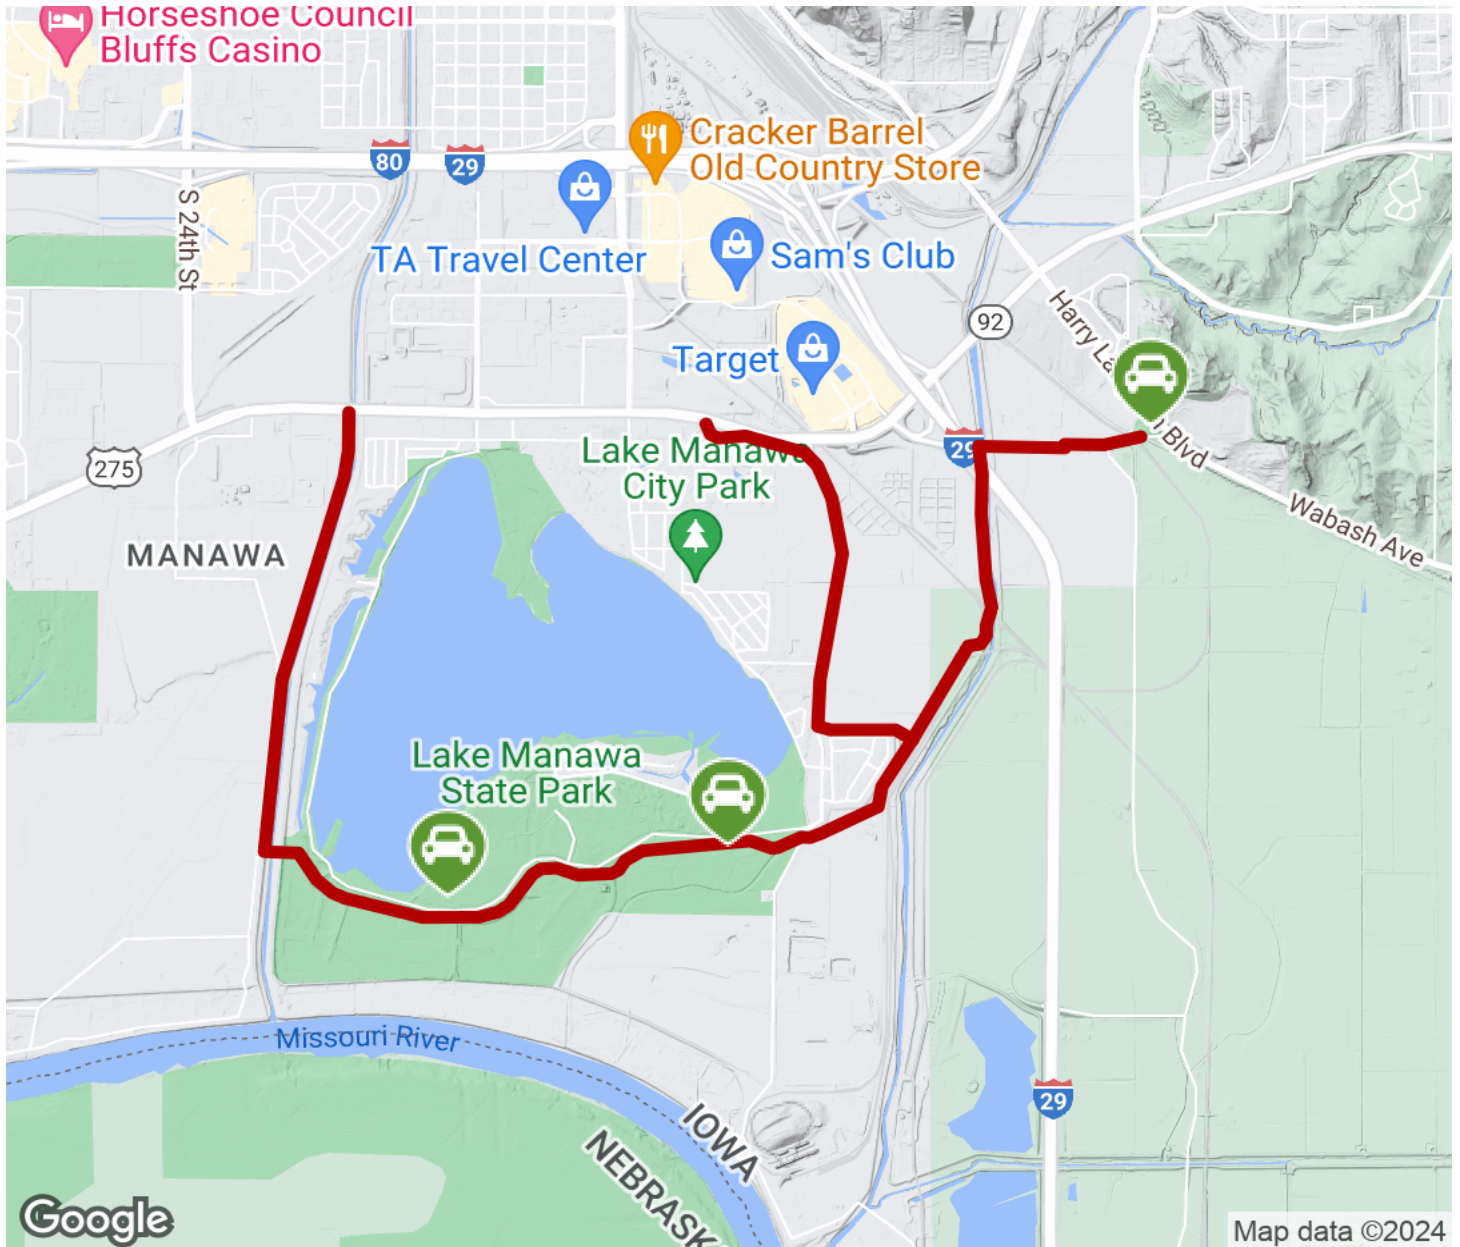 Horseshoe Council
Bluffs Casino
80
29
Cracker Barrel
Old Country Store
S 24th St
TA Travel Center
Sam's Club
92
Harry La
n Blvd
Target
29
275
Lake Manawa
City Park
Wabash Ave
MANAWA
Lake Manawa
State Park
Missouri River
29
IOWA
NEBRASK
Google
Map data ©2024